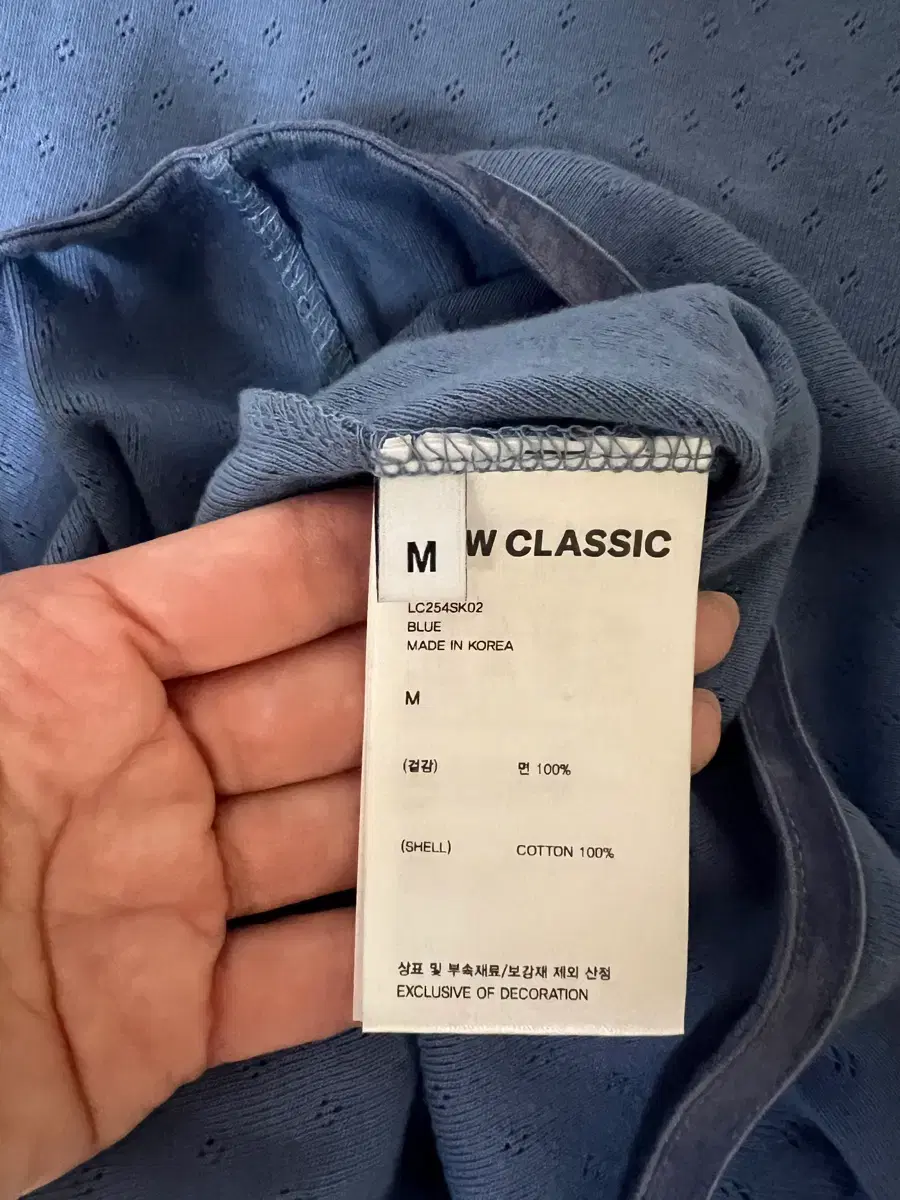 M
W CLASSIC
LC254SK02
BLUE
MADE IN KOREA
M
(겉감) 면 100%
(SHELL) COTTON 100%
상표 및 부속재료/보강재 제외 산정
EXCLUSIVE OF DECORATION